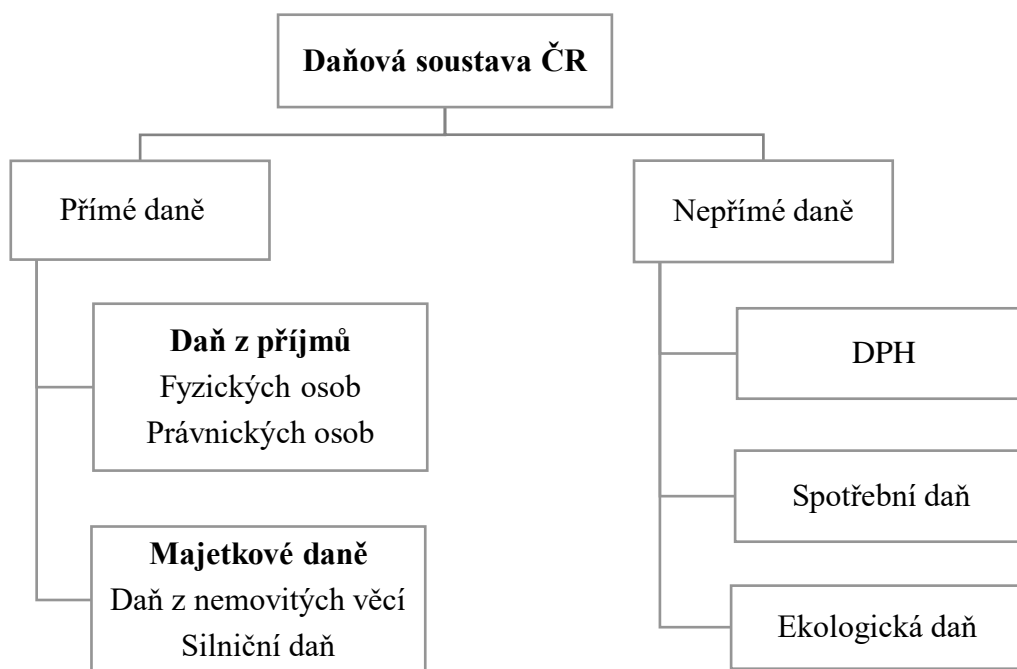 Daňová soustava ČR
Přímé daně
Nepřímé daně
Daň z příjmů
Fyzických osob
Právnických osob
Majetkové daně
Daň z nemovitých věcí
Silniční daň
DPH
Spotřební daň
Ekologická daň